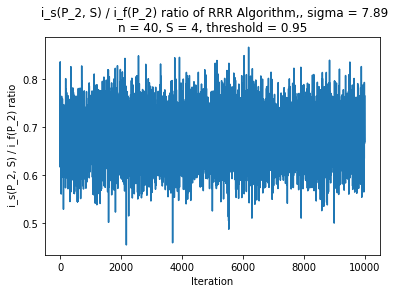 i_s(P_2, S) / i_f(P_2) ratio of RRR Algorithm,, sigma = 7.89
n = 40, S = 4, threshold = 0.95
i_s(P_2, S) / i_f(P_2) ratio
0.8
0.7
0.6
0.5
0
2000
4000
6000
8000
10000
Iteration